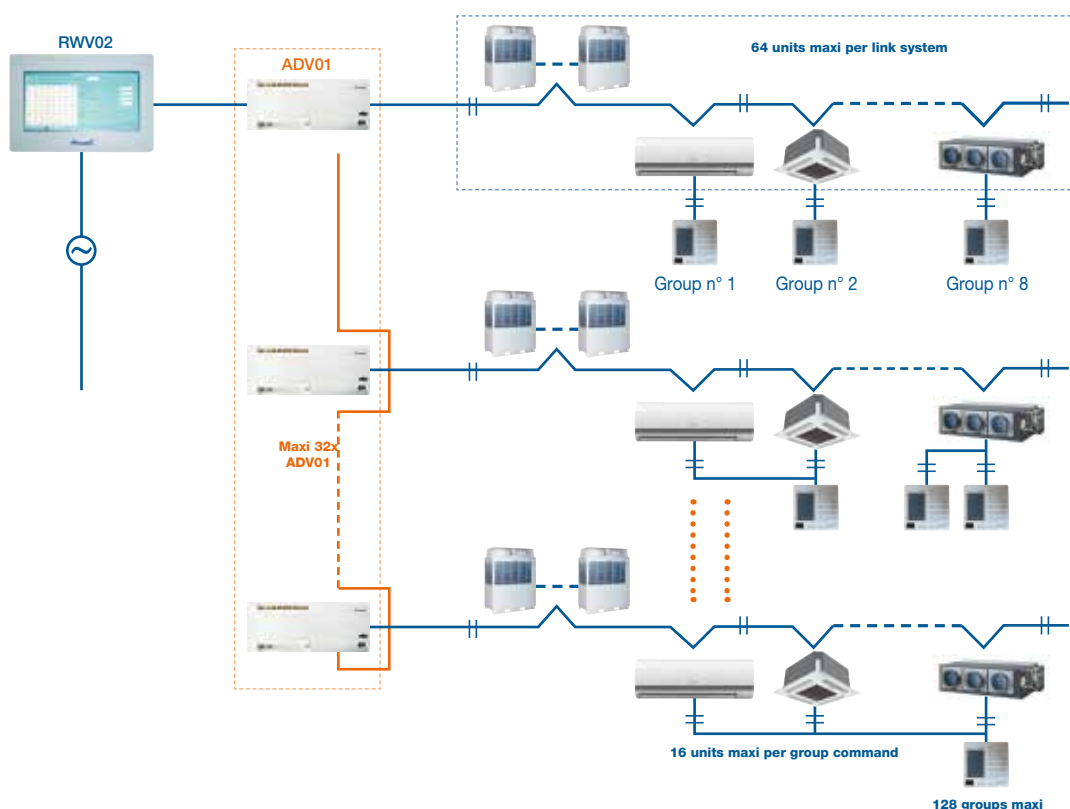 RWV02
ADV01
64 units maxi per link system
Group n° 1
Group n° 2
Group n° 8
Maxi 32x
ADV01
16 units maxi per group command
128 groups maxi